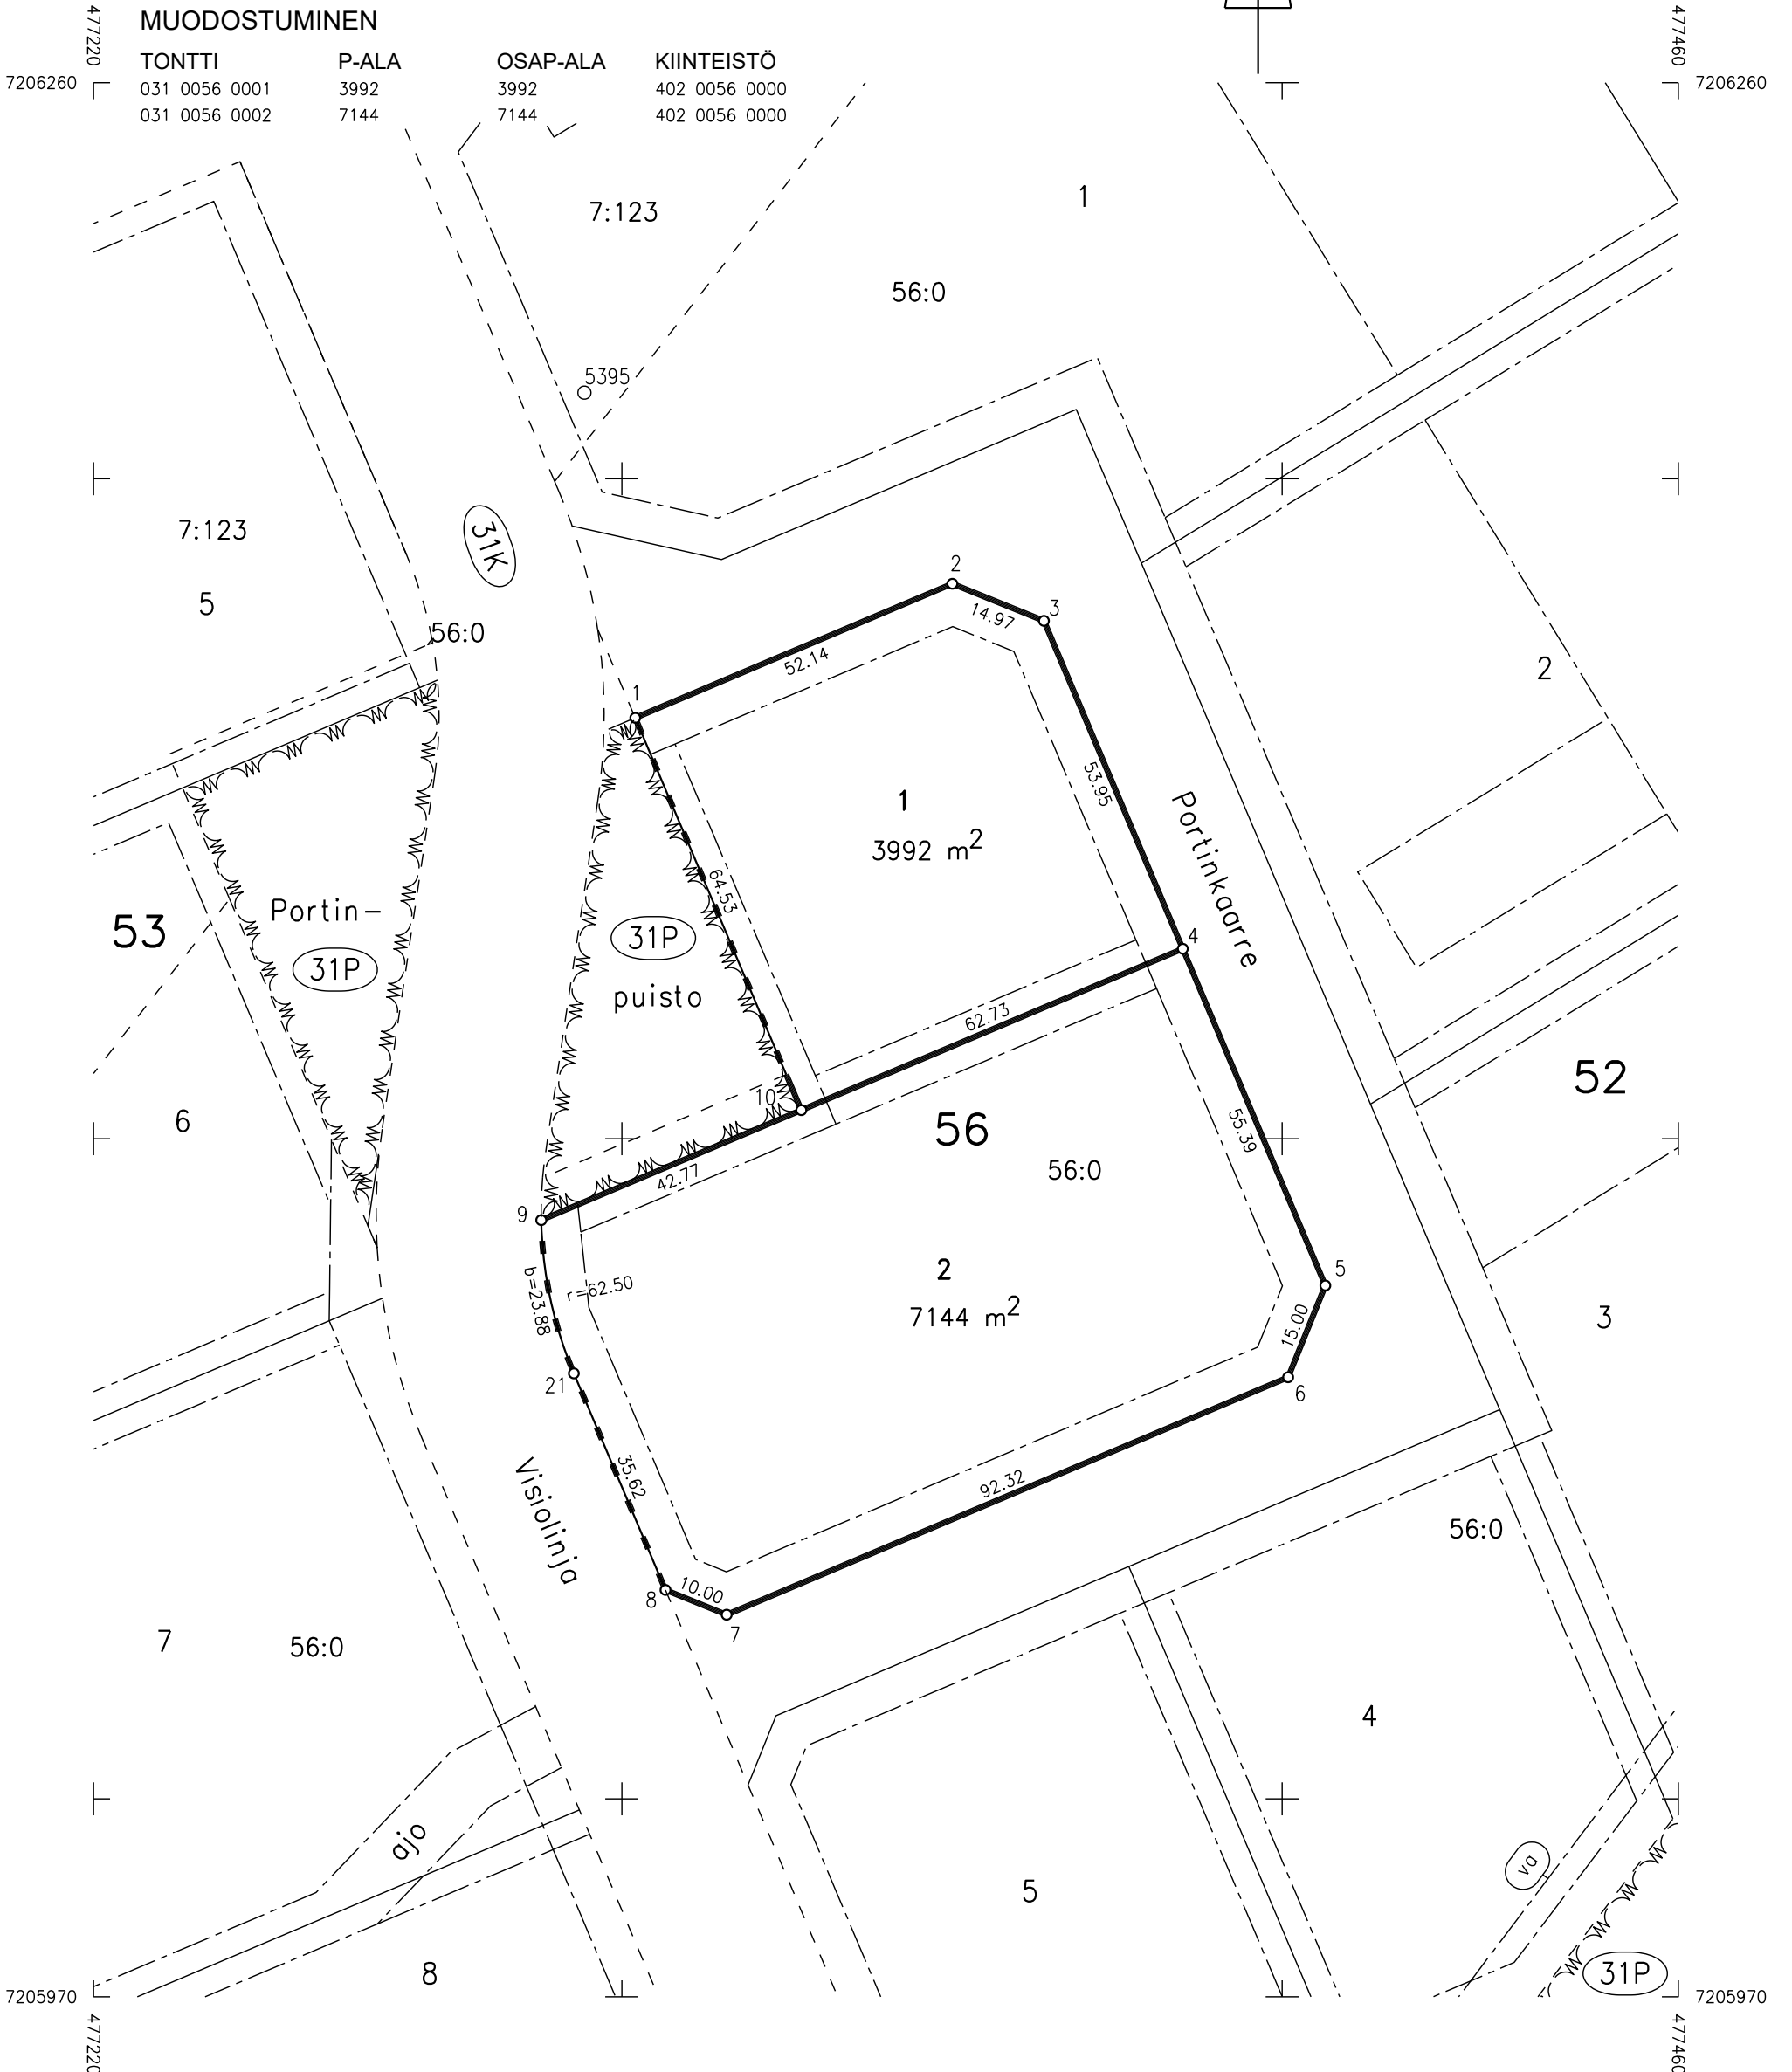 477220
477460
MUODOSTUMINEN
TONTTI P-ALA OSAP-ALA KIINTEISTÖ
7206260 7206260
031 0056 0001 3992 3992 402 0056 0000
031 0056 0002 7144 7144 402 0056 0000
1
7:123
56:0
5395
7:123
31K
2
14.97
3
5
56:0
52.14
2
1
53.95
1
3992 m2
Portinkaarre
64.53
Portin-
53
31P
31P
4
puisto
62.73
52
10
6
56
55.39
56:0
42.77
9
2
5
b=23.88
r=62.50
7144 m2
15.00
3
21
6
35.62
92.32
Visiolinja
56:0
8
10.00
7
7
56:0
4
ajo
va
5
8
31P
7205970 7205970
477220
477460